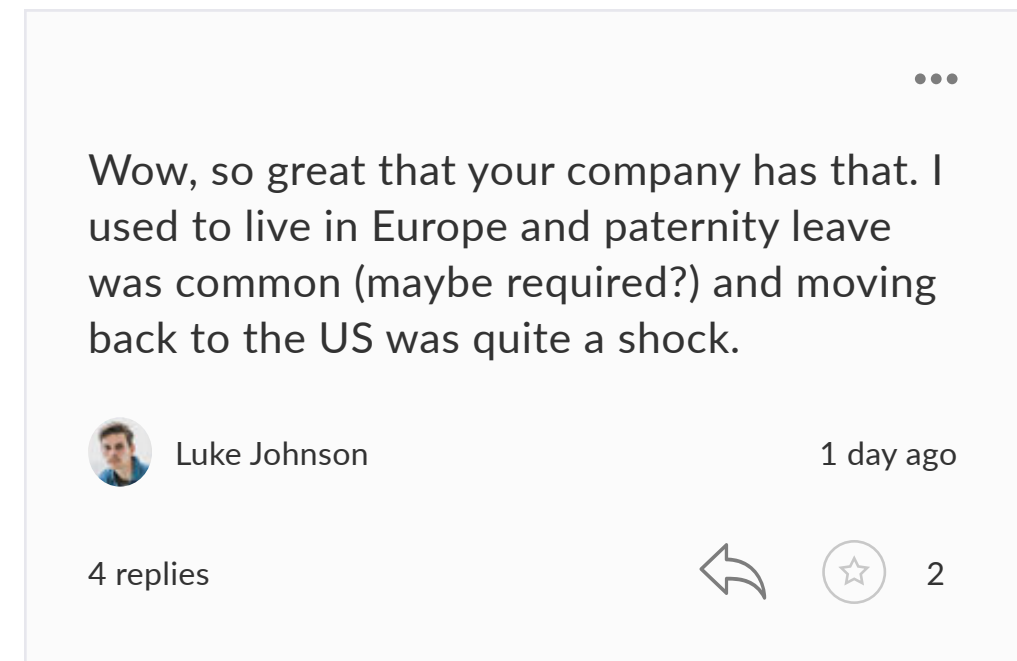 Wow, so great that your company has that. I
used to live in Europe and paternity leave
was common (maybe required?) and moving
back to the US was quite a shock.
Luke Johnson
1 day ago
4 replies
2